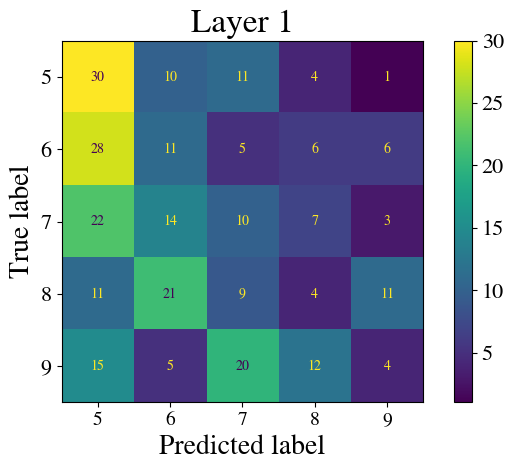 Layer 1
True label
5 30 10 11 4 1
6 28 11 5 6 6
7 22 14 10 7 3
8 11 21 9 4 11
9 15 5 20 12 4
5 6 7 8 9
Predicted label
30
25
20
15
10
5